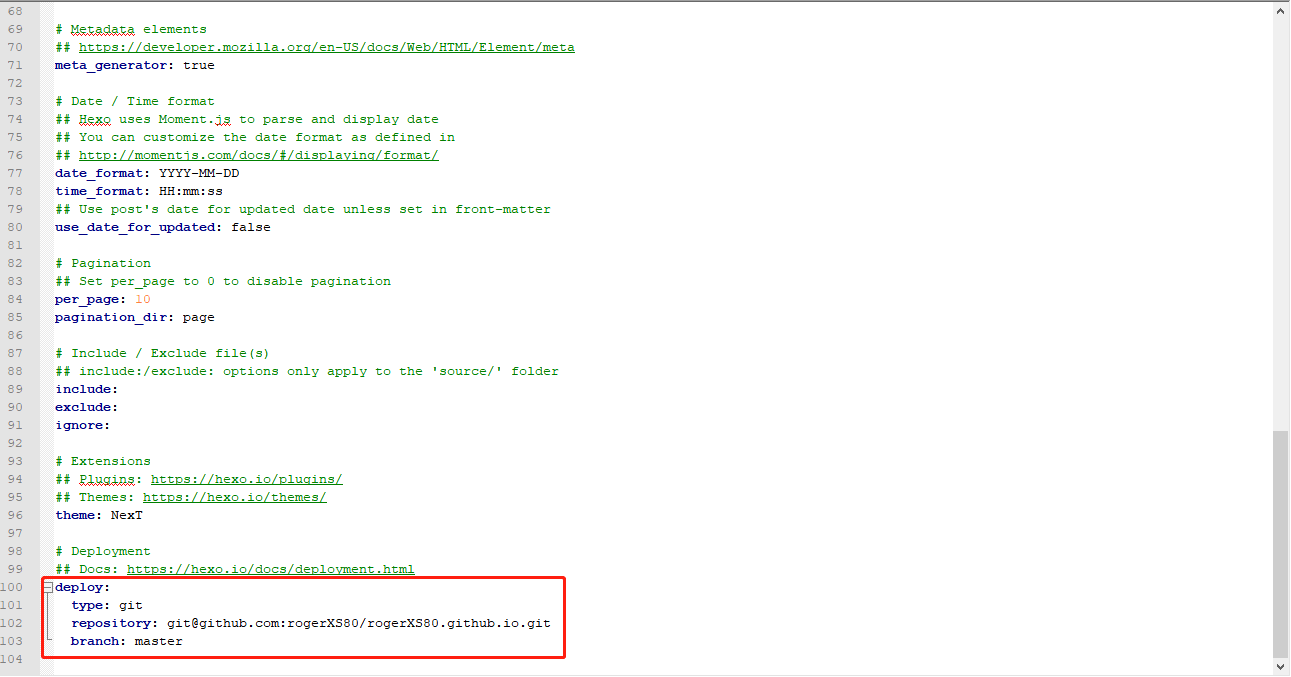 68
69 # Metadata elements
70 ## https://developer.mozilla.org/en-US/docs/Web/HTML/Element/meta
71 meta_generator: true
72
73 # Date / Time format
74 ## Hexo uses Moment.js to parse and display date
75 ## You can customize the date format as defined in
76 ## http://momentjs.com/docs/#/displaying/format/
77 date_format: YYYY-MM-DD
78 time_format: HH:mm:ss
79 ## Use post's date for updated date unless set in front-matter
80 use_date_for_updated: false
81
82 # Pagination
83 ## Set per_page to 0 to disable pagination
84 per_page: 10
85 pagination_dir: page
86
87 # Include / Exclude file(s)
88 ## include:/exclude: options only apply to the 'source/' folder
89 include:
90 exclude:
91 ignore:
92
93 # Extensions
94 ## Plugins: https://hexo.io/plugins/
95 ## Themes: https://hexo.io/themes/
96 theme: NexT
97
98 # Deployment
99 ## Docs: https://hexo.io/docs/deployment.html
100 deploy:
101 type: git
102 repository: git@github.com:rogerXS80/rogerXS80.github.io.git
103 branch: master
104